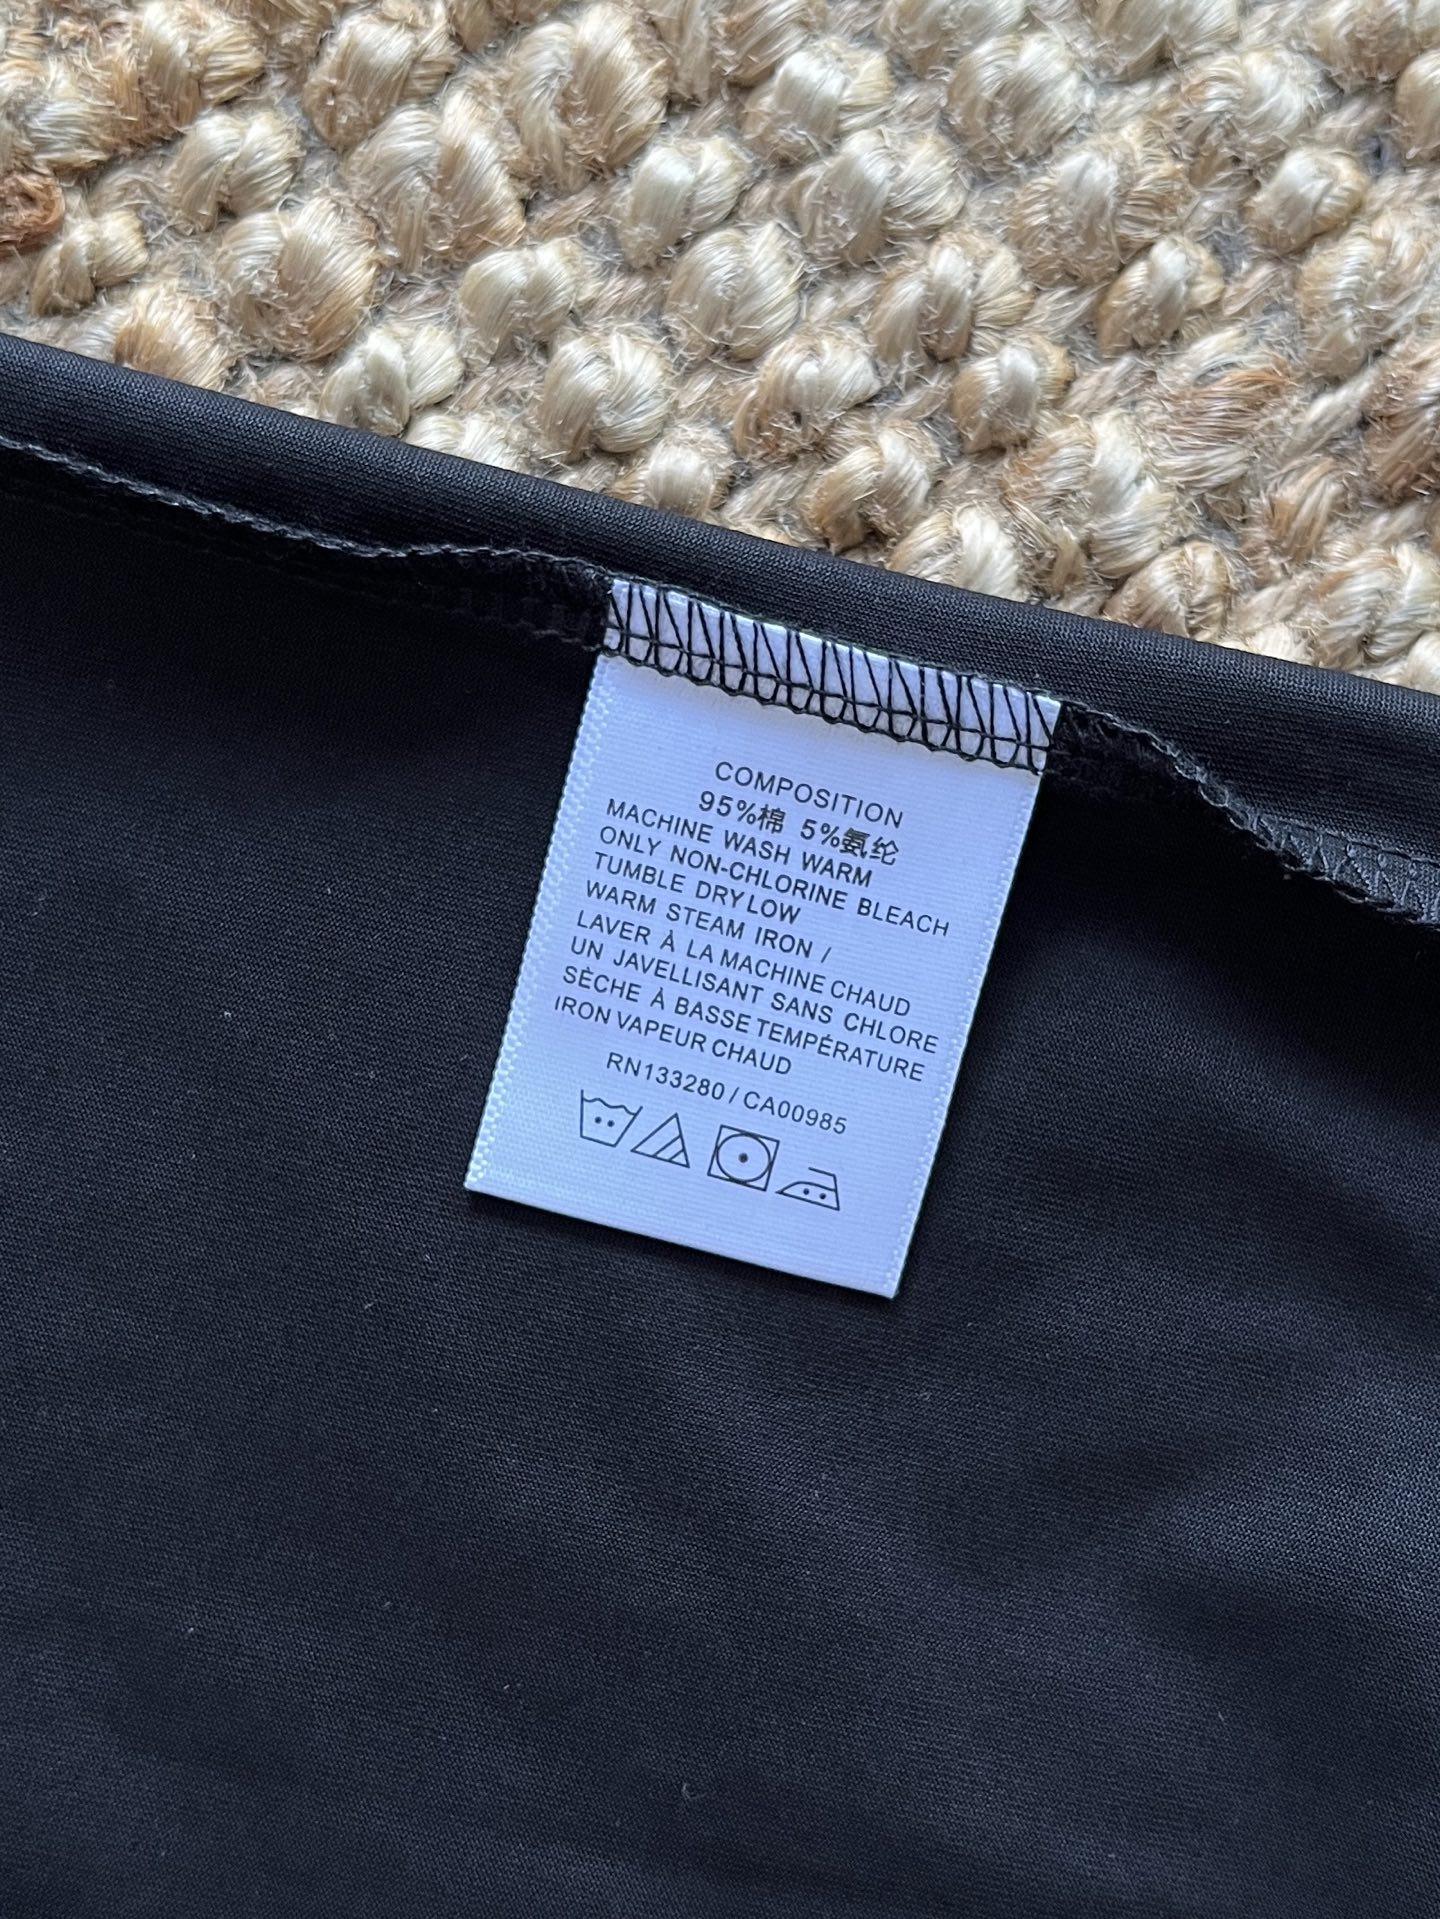 COMPOSITION
95%棉 5%氨纶
MACHINE WASH WARM
ONLY NON-CHLORINE BLEACH
TUMBLE DRY LOW
WARM STEAM IRON /
LAVER À LA MACHINE CHAUD
UN JAVELLISANT SANS CHLORE
SÈCHE À BASSE TEMPÉRATURE
IRON VAPEUR CHAUD
RN133280 / CA00985